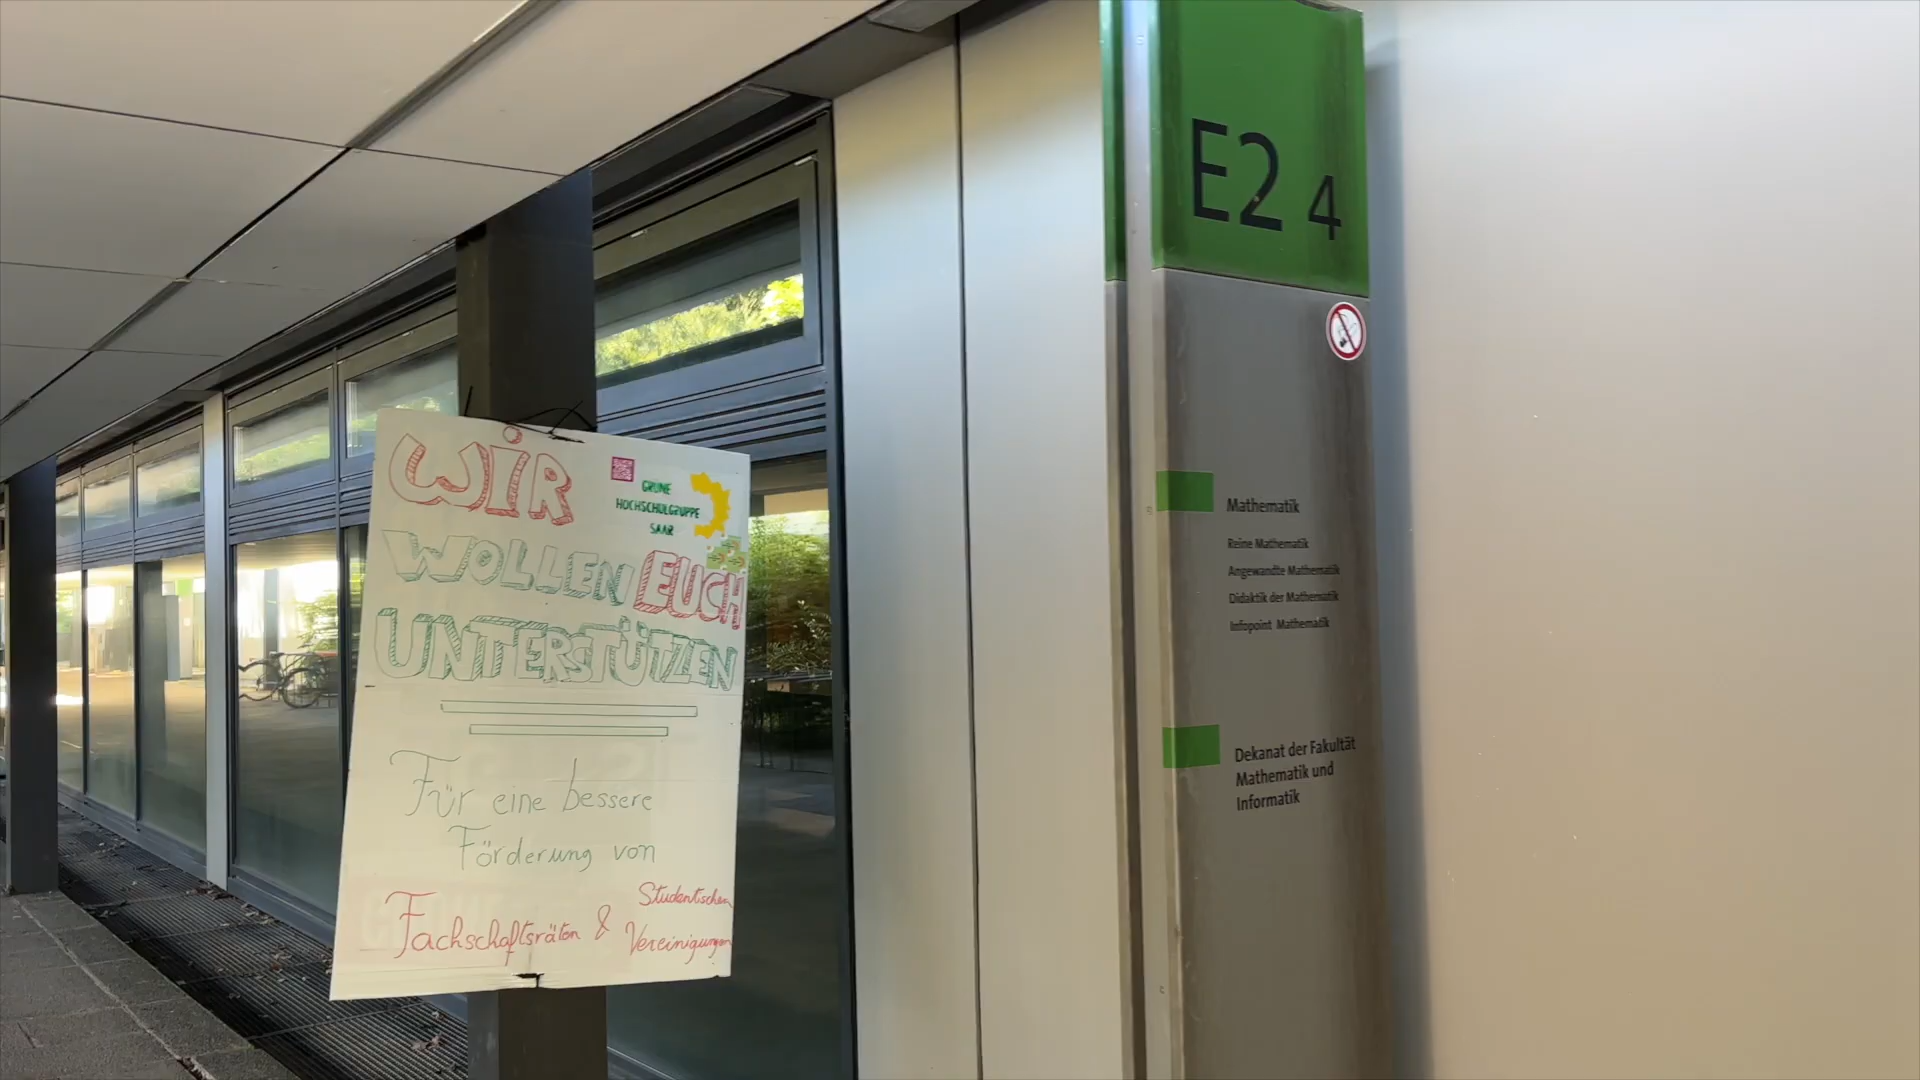 WIR
GRÜNE
HOCHSCHULGRUPPE
SAAR
WOLLEN EUCH
UNTERSTÜTZEN
Für eine bessere
Förderung von
Fachschaftsräten & Studentischen
Vereinigungen
E2 4
Mathematik
Reine Mathematik
Angewandte Mathematik
Didaktik der Mathematik
Infopoint Mathematik
Dekanat der Fakultät
Mathematik und
Informatik